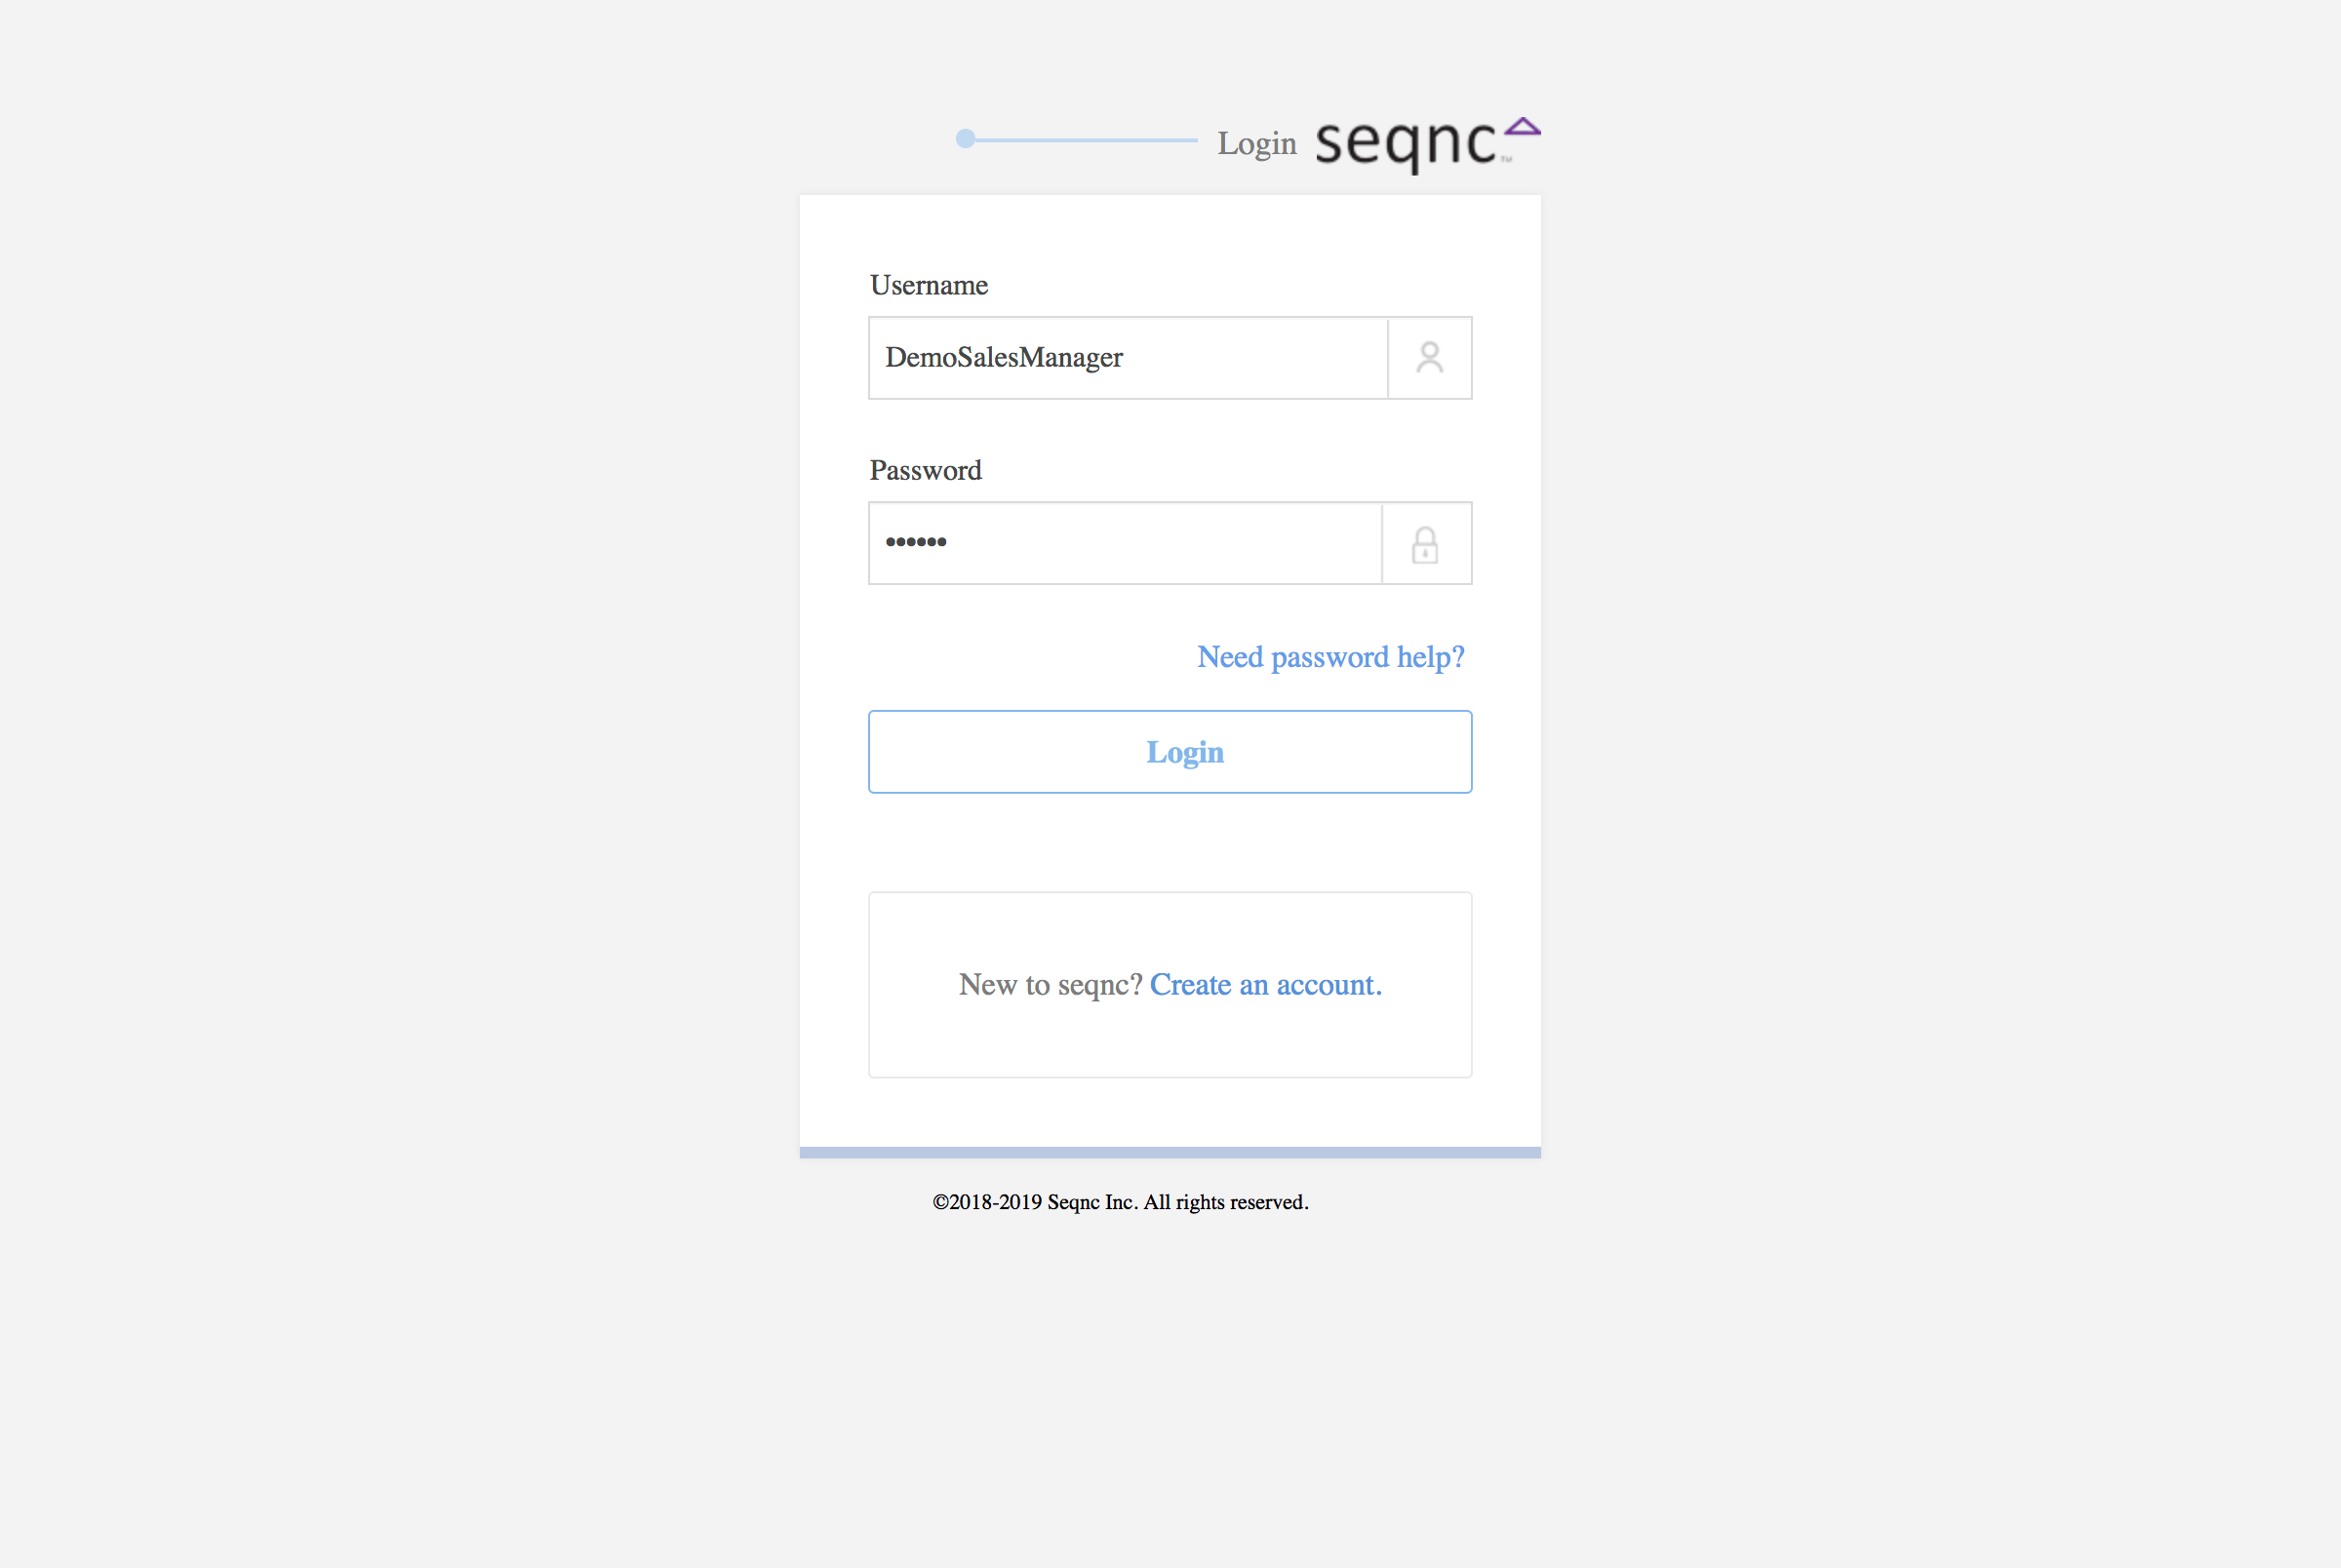 Login seqnc™
Username
DemoSalesManager
Password
••••••
Need password help?
Login
New to seqnc? Create an account.
©2018-2019 Seqnc Inc. All rights reserved.